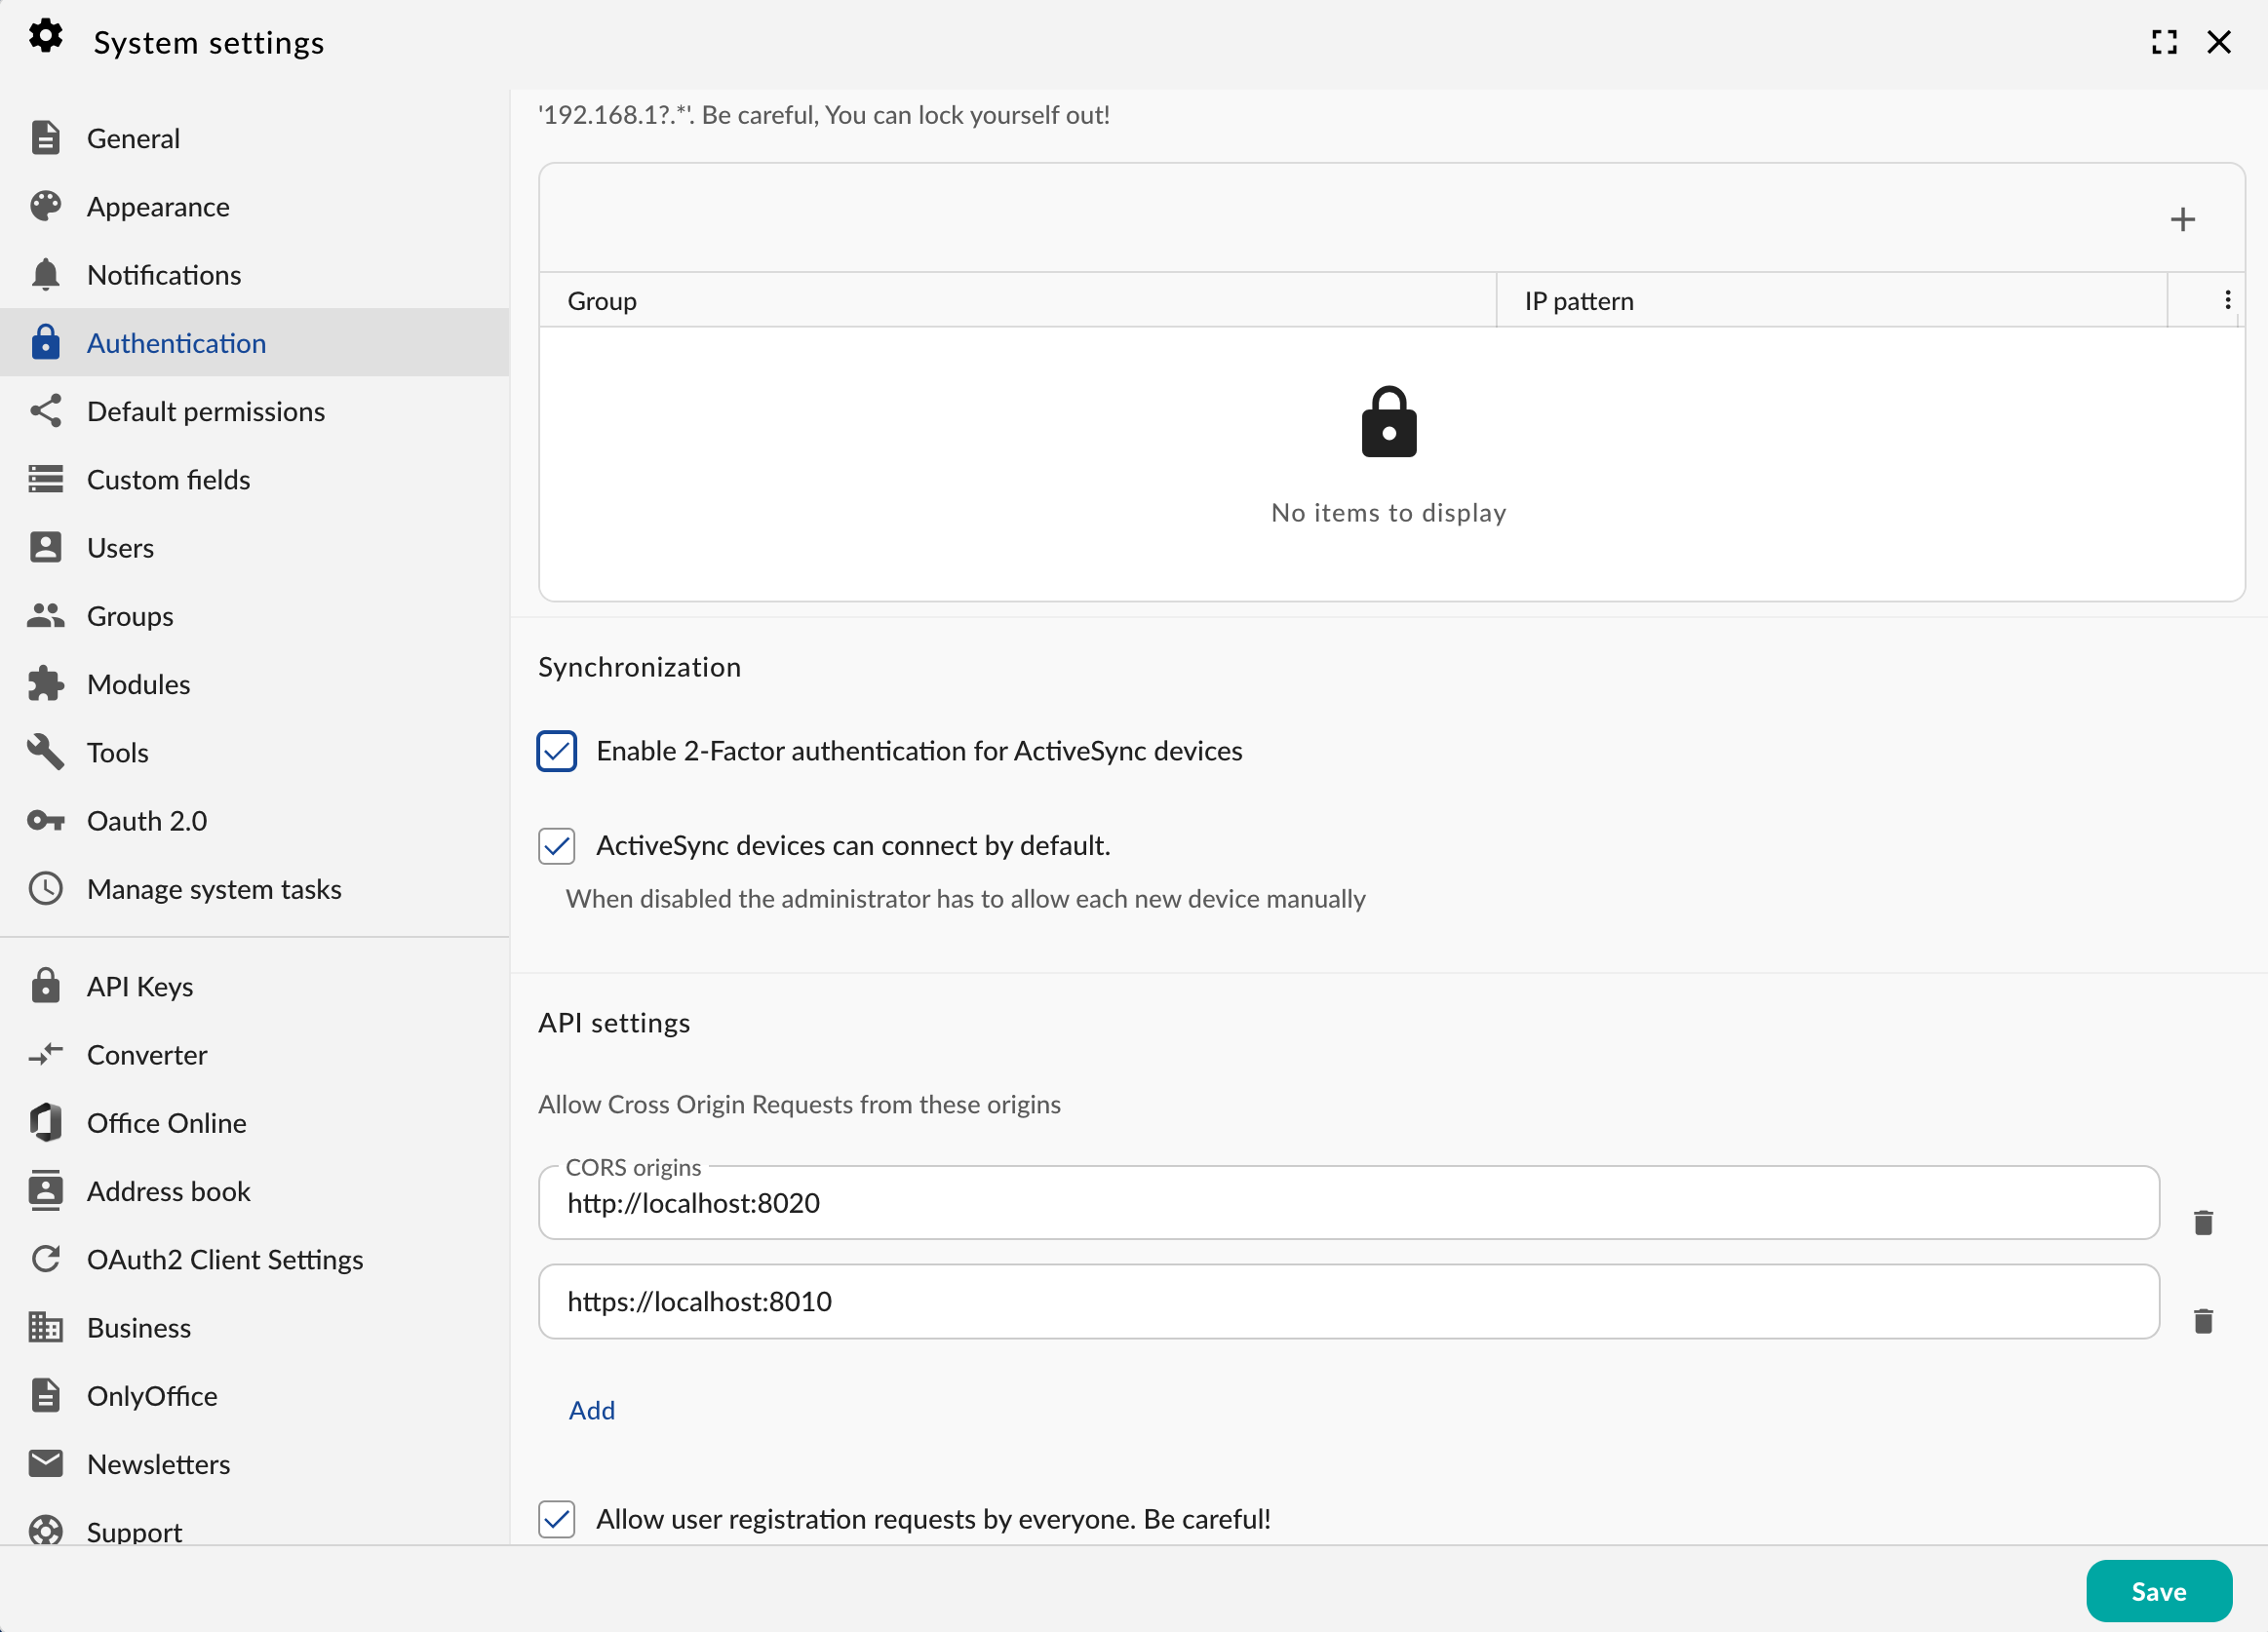 System settings
General
Appearance
Notifications
Authentication
Default permissions
Custom fields
Users
Groups
Modules
Tools
Oauth 2.0
Manage system tasks
API Keys
Converter
Office Online
Address book
OAuth2 Client Settings
Business
OnlyOffice
Newsletters
Support
'192.168.1?.*'. Be careful, You can lock yourself out!
Group IP pattern
No items to display
Synchronization
Enable 2-Factor authentication for ActiveSync devices
ActiveSync devices can connect by default.
When disabled the administrator has to allow each new device manually
API settings
Allow Cross Origin Requests from these origins
CORS origins
http://localhost:8020
https://localhost:8010
Add
Allow user registration requests by everyone. Be careful!
Save